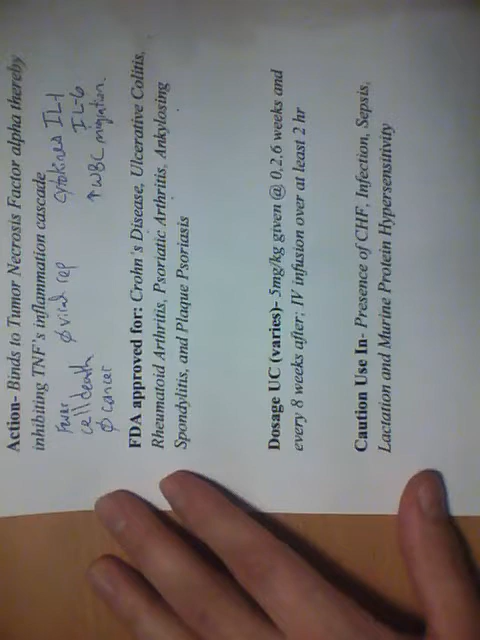 Action- Binds to Tumor Necrosis Factor alpha thereby
inhibiting TNF's inflammation cascade
Fever
cell death
Ø cancer
Ø viral rep
cytokines IL-1
IL-6
↑ WBC migration
FDA approved for: Crohn's Disease, Ulcerative Colitis,
Rheumatoid Arthritis, Psoriatic Arthritis, Ankylosing
Spondylitis, and Plaque Psoriasis
Dosage UC (varies)- 5mg/kg given @ 0,2,6 weeks and
every 8 weeks after; IV infusion over at least 2 hr
Caution Use In- Presence of CHF, Infection, Sepsis,
Lactation and Murine Protein Hypersensitivity